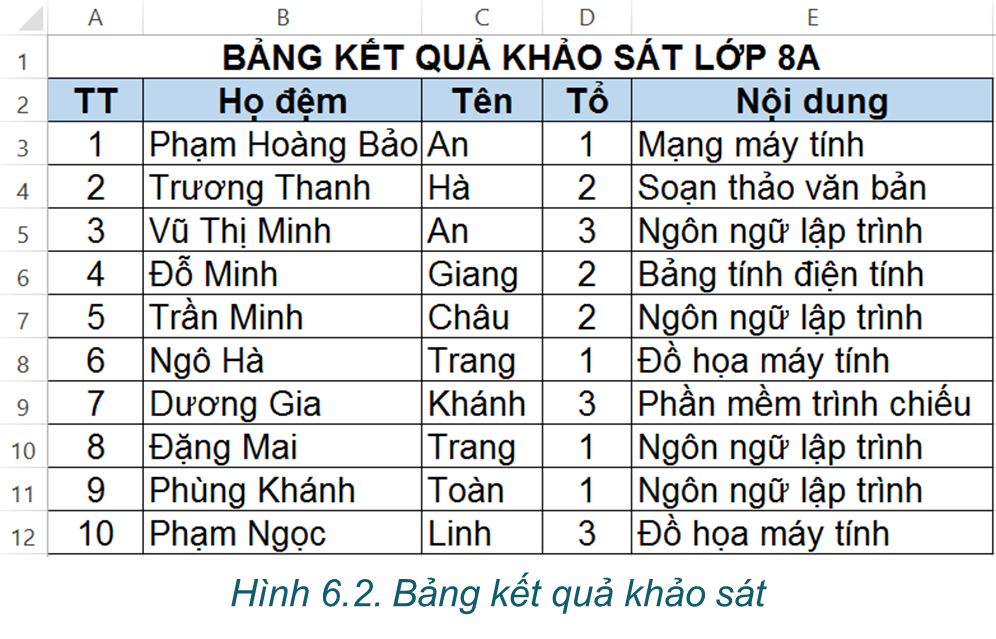 A B C D E
1 BẢNG KẾT QUẢ KHẢO SÁT LỚP 8A
2 TT Họ đệm Tên Tổ Nội dung
3 1 Phạm Hoàng Bảo An 1 Mạng máy tính
4 2 Trương Thanh Hà 2 Soạn thảo văn bản
5 3 Vũ Thị Minh An 3 Ngôn ngữ lập trình
6 4 Đỗ Minh Giang 2 Bảng tính điện tính
7 5 Trần Minh Châu 2 Ngôn ngữ lập trình
8 6 Ngô Hà Trang 1 Đồ họa máy tính
9 7 Dương Gia Khánh 3 Phần mềm trình chiếu
10 8 Đặng Mai Trang 1 Ngôn ngữ lập trình
11 9 Phùng Khánh Toàn 1 Ngôn ngữ lập trình
12 10 Phạm Ngọc Linh 3 Đồ họa máy tính
Hình 6.2. Bảng kết quả khảo sát